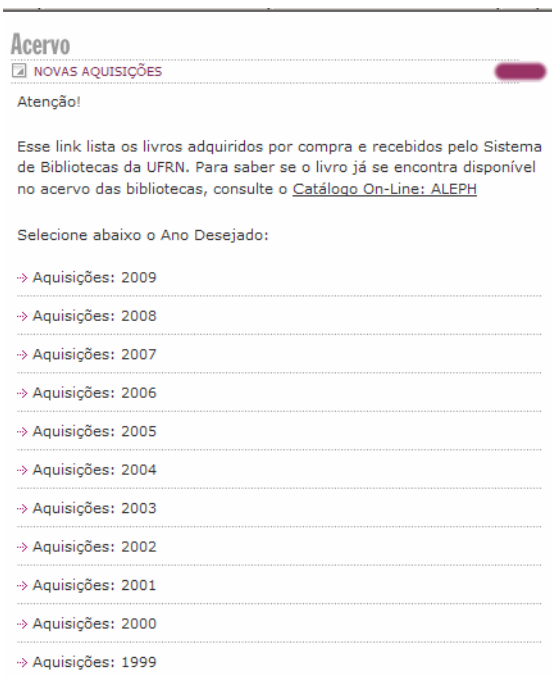 Acervo
NOVAS AQUISIÇÕES
Atenção!
Esse link lista os livros adquiridos por compra e recebidos pelo Sistema
de Bibliotecas da UFRN. Para saber se o livro já se encontra disponível
no acervo das bibliotecas, consulte o Catálogo On-Line: ALEPH
Selecione abaixo o Ano Desejado:
Aquisições: 2009
Aquisições: 2008
Aquisições: 2007
Aquisições: 2006
Aquisições: 2005
Aquisições: 2004
Aquisições: 2003
Aquisições: 2002
Aquisições: 2001
Aquisições: 2000
Aquisições: 1999